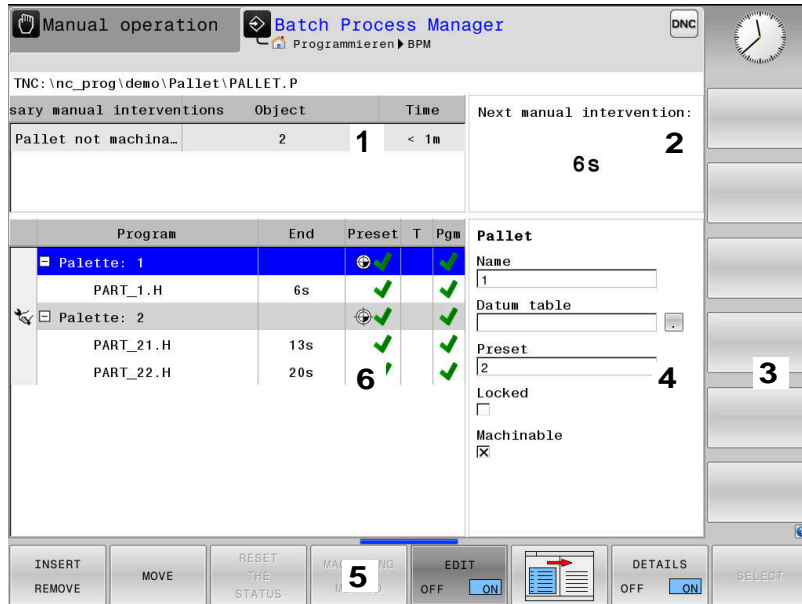 Manual operation
Batch Process Manager
DNC
Programmieren BPM
TNC:\nc_prog\demo\Pallet\PALLET.P
sary manual interventions Object Time
Pallet not machina… 2 < 1m
1
Next manual intervention:
2
6s
Program End Preset T Pgm
Palette: 1
PART_1.H 6s
Palette: 2
PART_21.H 13s
PART_22.H 20s
6
Pallet
Name
1
Datum table
.
Preset
2
4
Locked
Machinable
3
INSERT
REMOVE
MOVE
RESET
THE
STATUS
5
EDIT
OFF ON
DETAILS
OFF ON
SELECT